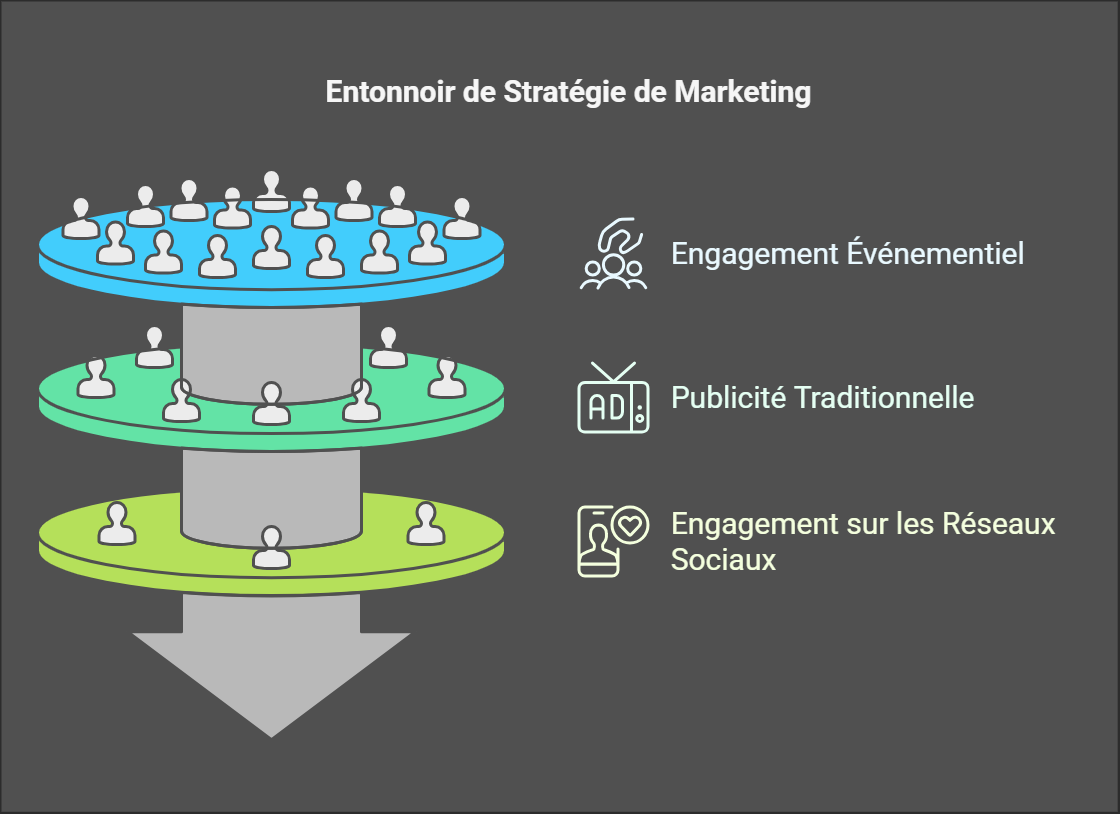 Entonnoir de Stratégie de Marketing
Engagement Événementiel
AD
Publicité Traditionnelle
Engagement sur les Réseaux
Sociaux